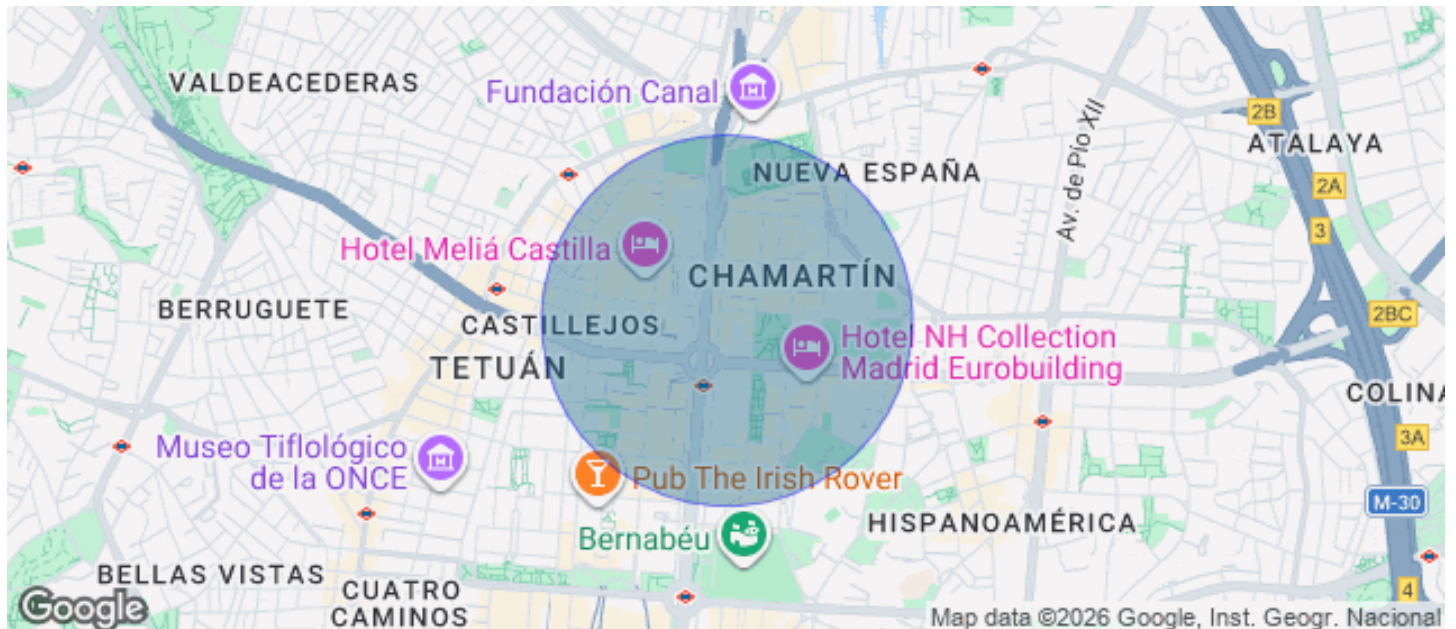 VALDEACEDERAS
Fundación Canal
2B
ATALAYA
NUEVA ESPAÑA
2A
Av. de Pío XII
3
Hotel Meliá Castilla
CHAMARTÍN
BERRUGUETE
CASTILLEJOS
2BC
Hotel NH Collection
Madrid Eurobuilding
TETUÁN
COLINA
3A
Museo Tiflológico
de la ONCE
Pub The Irish Rover
M-30
HISPANOAMÉRICA
Bernabéu
BELLAS VISTAS
CUATRO
CAMINOS
4
Google
Map data ©2026 Google, Inst. Geogr. Nacional